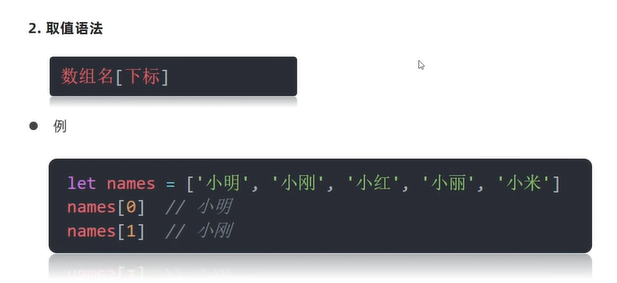 2. 取值语法
数组名[下标]
● 例
let names = ['小明', '小刚', '小红', '小丽', '小米']
names[0] // 小明
names[1] // 小刚